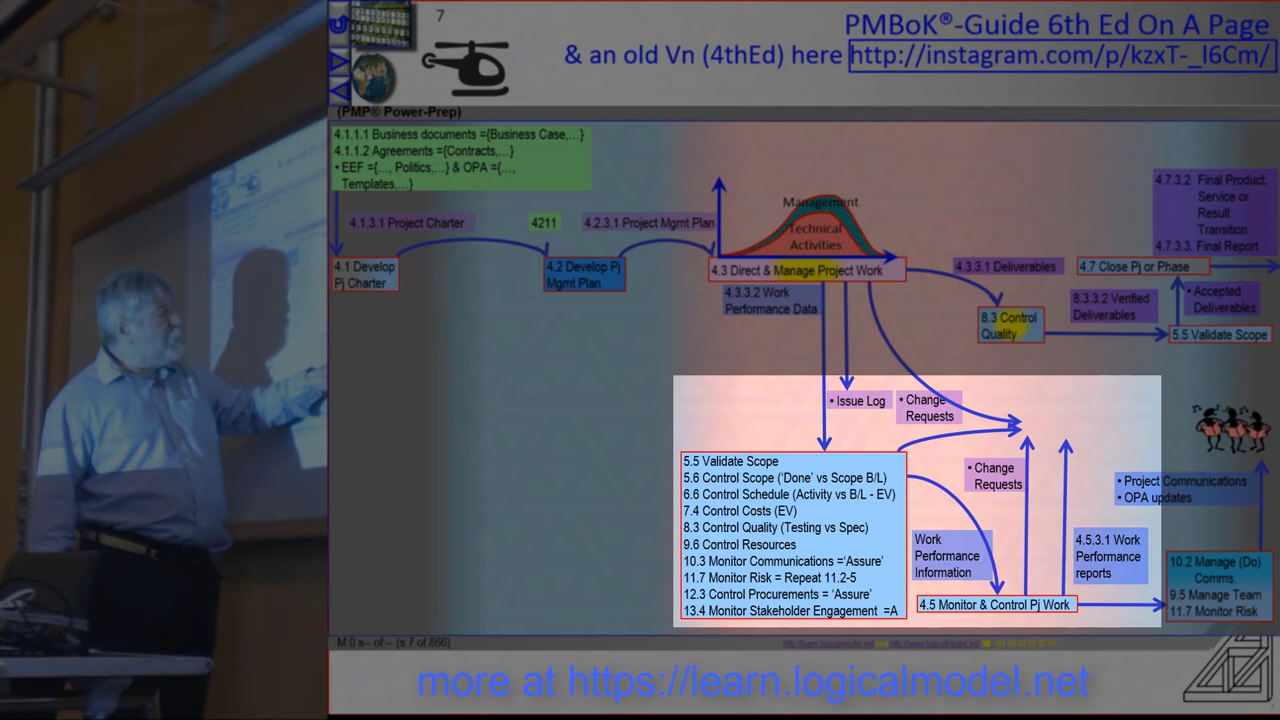 7
PMBoK®-Guide 6th Ed On A Page
& an old Vn (4thEd) here http://instagram.com/p/kzxT-_I6Cm/
(PMP® Power-Prep)
4.1.1.1 Business documents ={Business Case,...}
4.1.1.2 Agreements ={Contracts,...}
• EEF ={..., Politics,...} & OPA ={...,
Templates,...}
4.1.3.1 Project Charter
4211
4.2.3.1 Project Mgmt Plan
Management
Technical
Activities
4.1 Develop
Pj Charter
4.2 Develop Pj
Mgmt Plan
4.3 Direct & Manage Project Work
4.3.3.1 Deliverables
4.7 Close Pj or Phase
4.7.3.2 Final Product,
Service or
Result
Transition
4.7.3.3. Final Report
4.3.3.2 Work
Performance Data
8.3 Control
Quality
8.3.3.2 Verified
Deliverables
• Accepted
Deliverables
5.5 Validate Scope
• Issue Log
• Change
Requests
5.5 Validate Scope
5.6 Control Scope ('Done' vs Scope B/L)
6.6 Control Schedule (Activity vs B/L - EV)
7.4 Control Costs (EV)
8.3 Control Quality (Testing vs Spec)
9.6 Control Resources
10.3 Monitor Communications ='Assure'
11.7 Monitor Risk = Repeat 11.2-5
12.3 Control Procurements = 'Assure'
13.4 Monitor Stakeholder Engagement =A
• Change
Requests
Work
Performance
Information
4.5.3.1 Work
Performance
reports
4.5 Monitor & Control Pj Work
• Project Communications
• OPA updates
10.2 Manage (Do)
Comms.
9.5 Manage Team
11.7 Monitor Risk
M.0 s-- of -- (s:7 of 866)
http://learn.logicalmodel.net http://www.logicalmodel.net
more at https://learn.logicalmodel.net